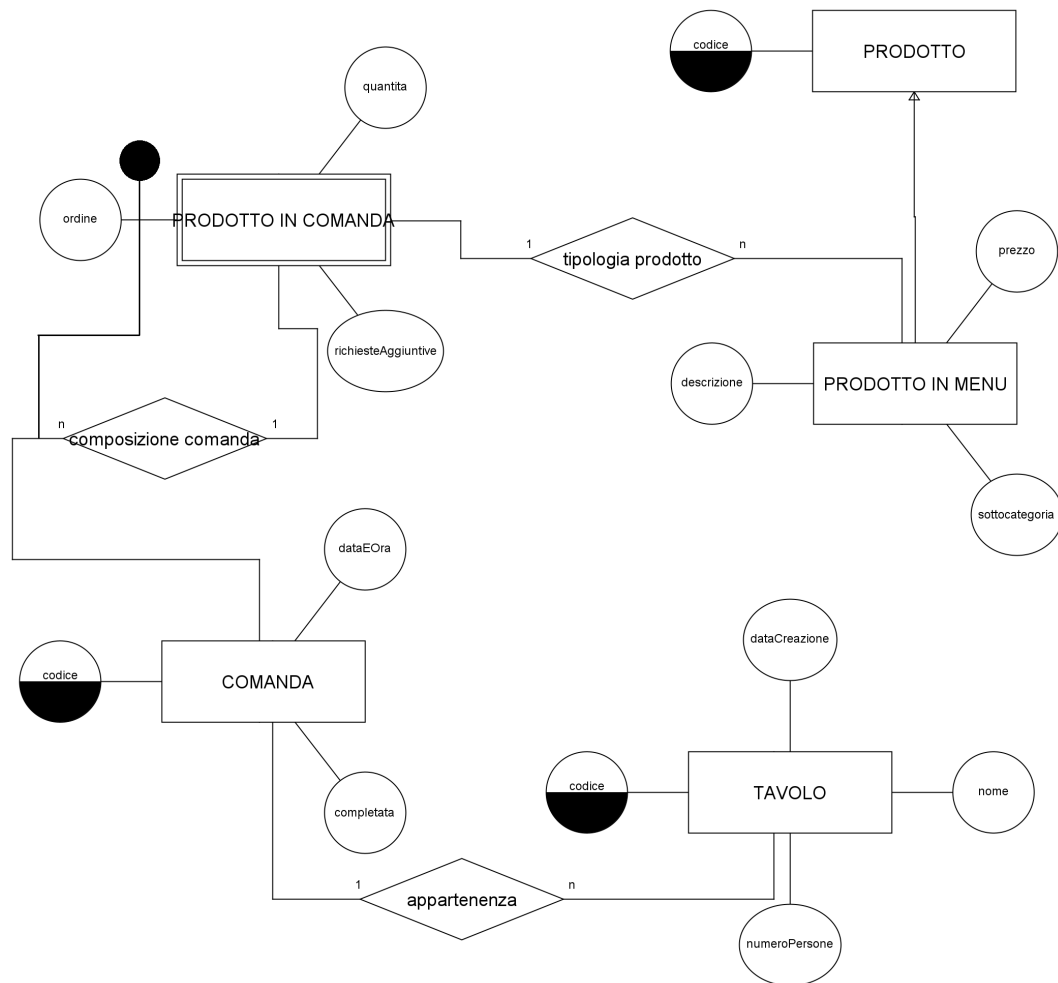 codice
PRODOTTO
quantita
ordine
PRODOTTO IN COMANDA
1
tipologia prodotto
n
prezzo
richiesteAggiuntive
descrizione
PRODOTTO IN MENU
n
composizione comanda
1
sottocategoria
dataEOra
dataCreazione
codice
COMANDA
codice
TAVOLO
nome
completata
1
appartenenza
n
numeroPersone